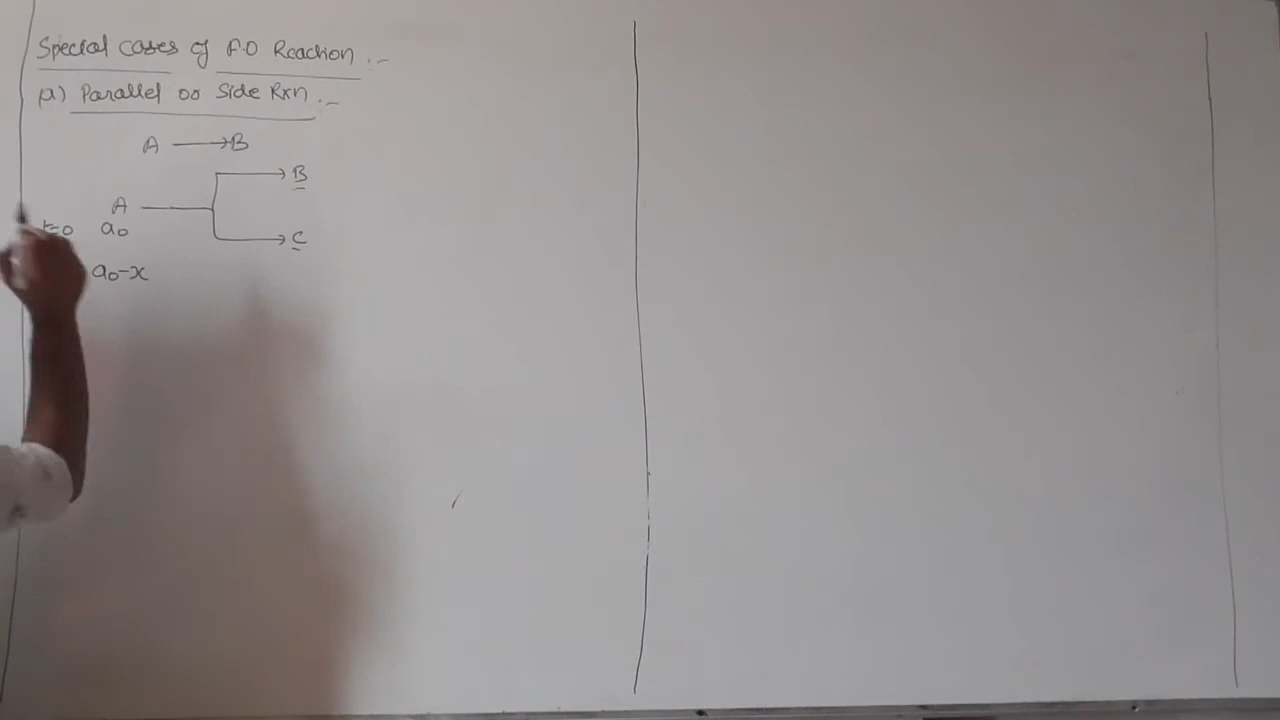 Special Cases of F.O Reaction :-
(a) Parallel or Side Rxn :-
A → B
B
A
t=0 a₀
C
a₀-x